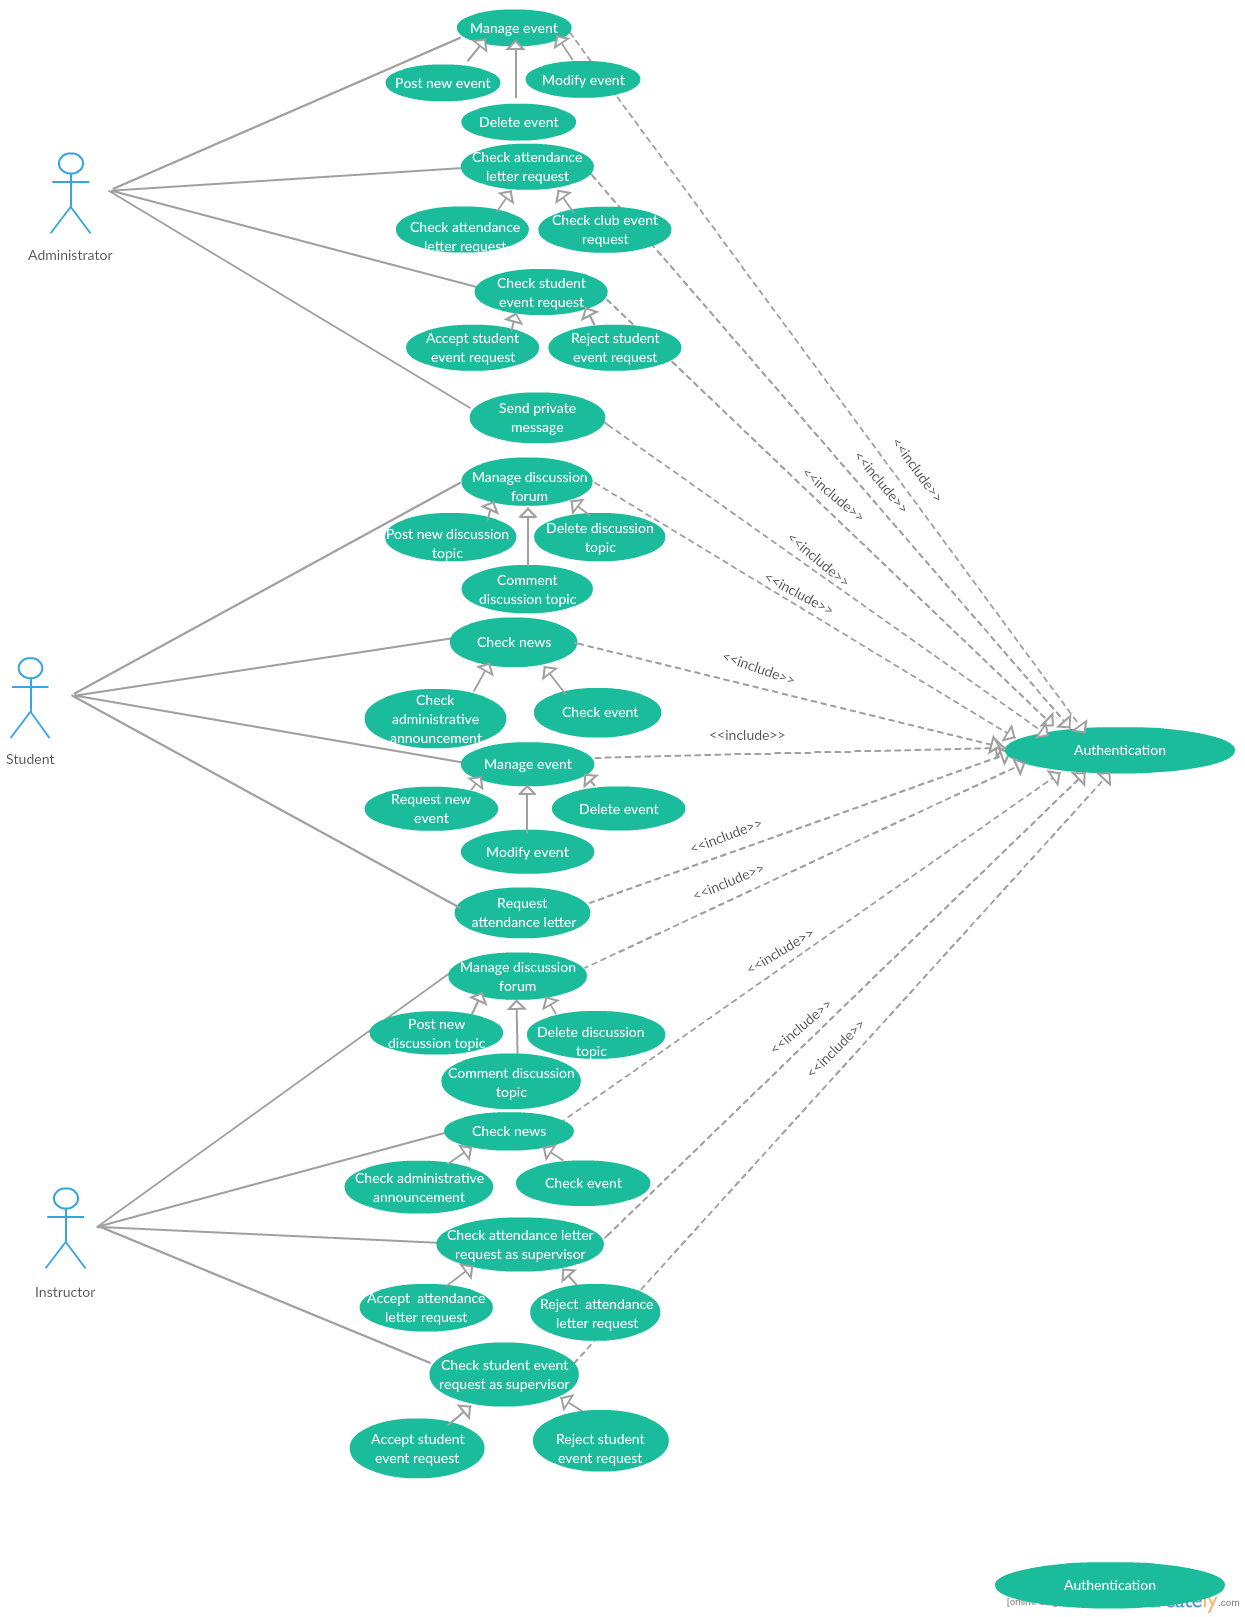 Manage event
Post new event
Modify event
Delete event
Check attendance
letter request
Check attendance
letter request
Check club event
request
Administrator
Check student
event request
Accept student
event request
Reject student
event request
Send private
message
<<include>>
<<include>>
<<include>>
<<include>>
<<include>>
Manage discussion
forum
Post new discussion
topic
Delete discussion
topic
Comment
discussion topic
Check news
<<include>>
Check
administrative
announcement
Check event
Student
Manage event
<<include>>
Authentication
Request new
event
Delete event
Modify event
<<include>>
<<include>>
Request
attendance letter
Manage discussion
forum
<<include>>
<<include>>
<<include>>
Post new
discussion topic
Delete discussion
topic
Comment discussion
topic
Check news
Check administrative
announcement
Check event
Instructor
Check attendance letter
request as supervisor
Accept  attendance
letter request
Reject  attendance
letter request
Check student event
request as supervisor
Accept student
event request
Reject student
event request
Authentication
[online
.com